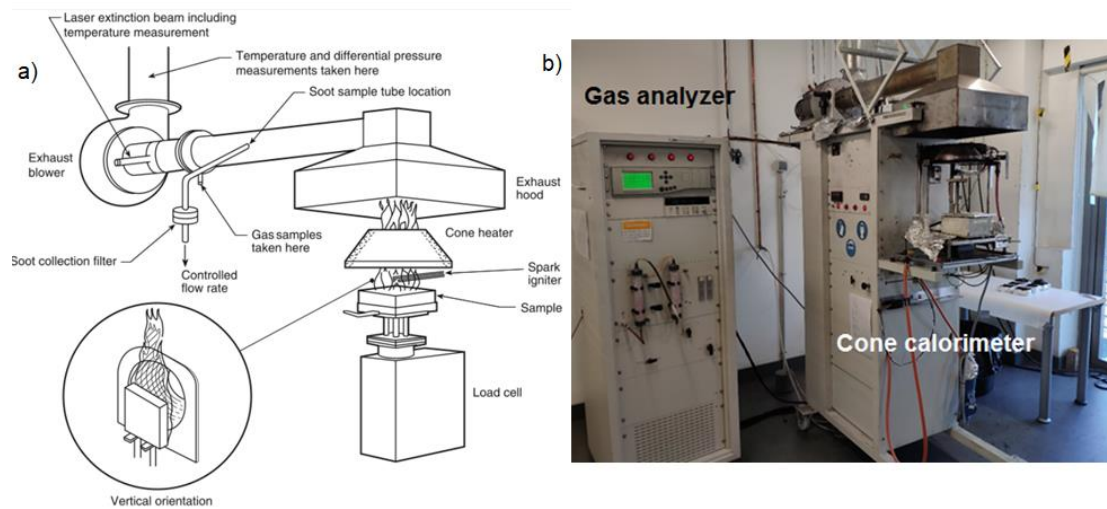 Laser extinction beam including
temperature measurement
a)
Temperature and differential pressure
measurements taken here
Soot sample tube location
Exhaust
blower
Exhaust
hood
Cone heater
Gas samples
taken here
Spark
igniter
Soot collection filter
Controlled
flow rate
Sample
Load cell
Vertical orientation
b)
Gas analyzer
Cone calorimeter